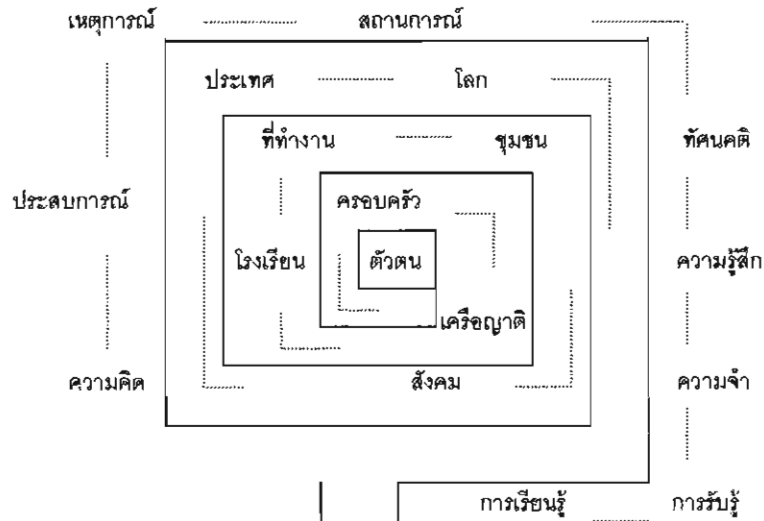 เหตุการณ์ สถานการณ์
ประเทศ โลก
ที่ทำงาน ชุมชน ทัศนคติ
ประสบการณ์ ครอบครัว
โรงเรียน ตัวตน ความรู้สึก
เครือญาติ
ความคิด สังคม ความจำ
การเรียนรู้ การรับรู้